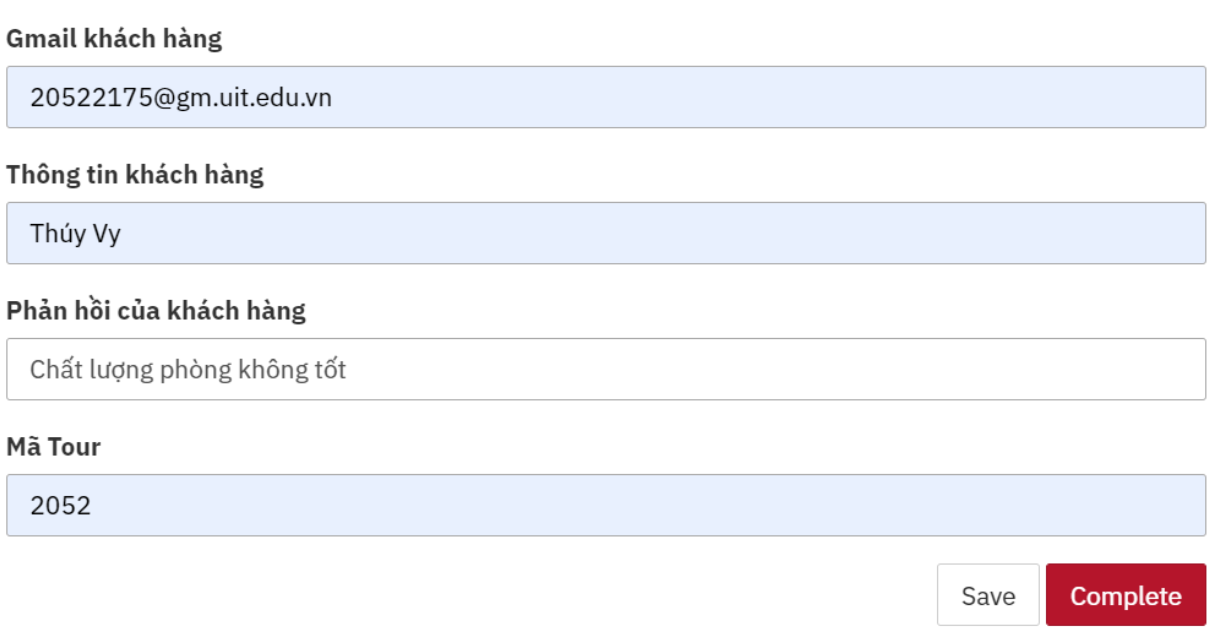 Gmail khách hàng
20522175@gm.uit.edu.vn
Thông tin khách hàng
Thúy Vy
Phản hồi của khách hàng
Chất lượng phòng không tốt
Mã Tour
2052
Save Complete